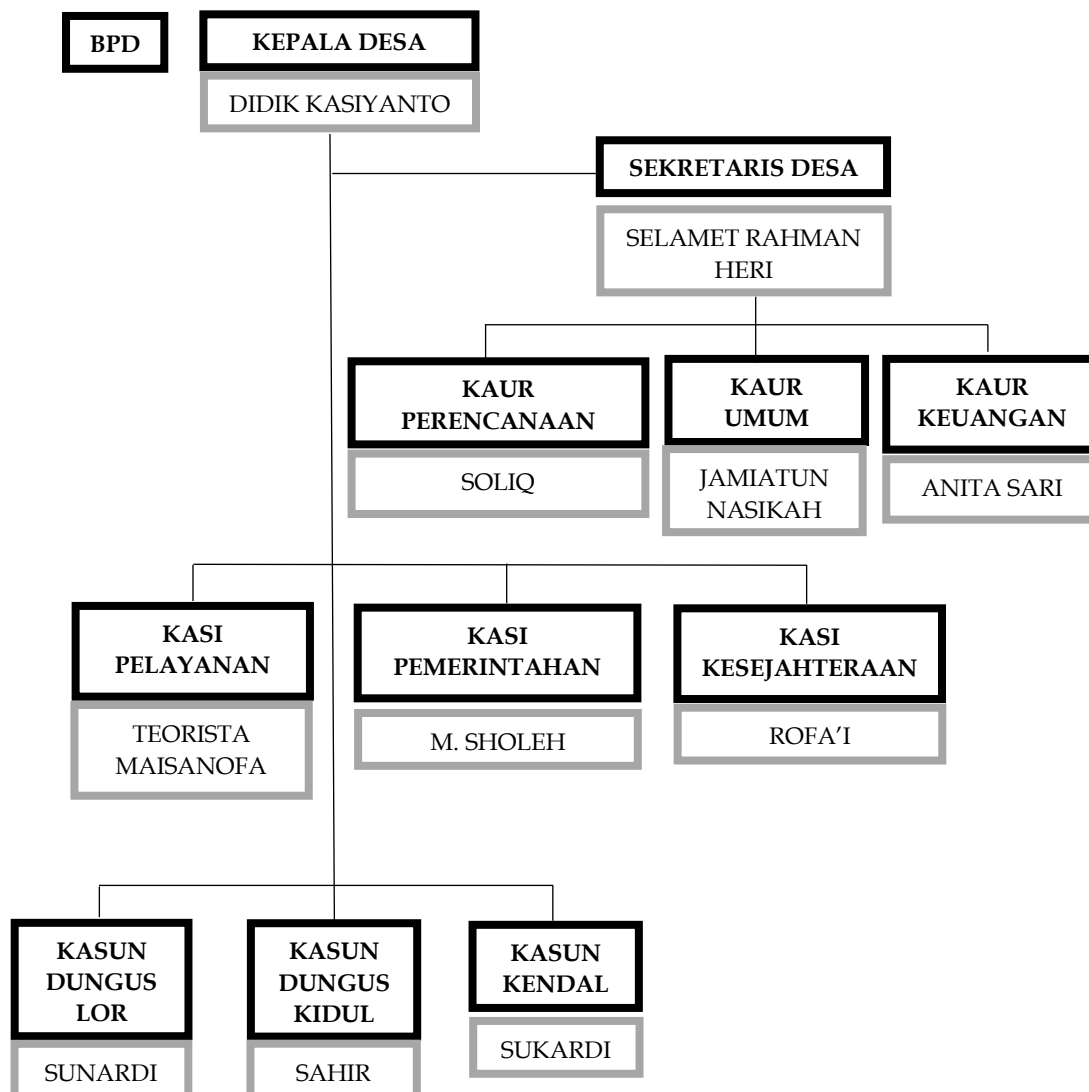 BPD
KEPALA DESA
DIDIK KASIYANTO
SEKRETARIS DESA
SELAMET RAHMAN
HERI
KAUR
PERENCANAAN
SOLIQ
KAUR
UMUM
JAMIATUN
NASIKAH
KAUR
KEUANGAN
ANITA SARI
KASI
PELAYANAN
TEORISTA
MAISANOFA
KASI
PEMERINTAHAN
M. SHOLEH
KASI
KESEJAHTERAAN
ROFA’I
KASUN
DUNGUS
LOR
SUNARDI
KASUN
DUNGUS
KIDUL
SAHIR
KASUN
KENDAL
SUKARDI